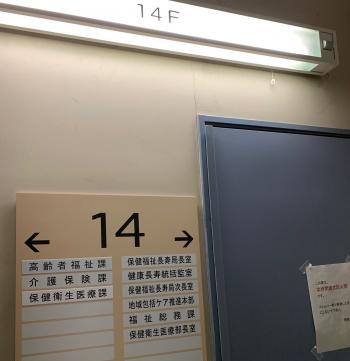 14F
← 14 →
高齢者福祉課
介護保険課
保健衛生医療課
保健福祉長寿局長室
健康長寿統括監室
保健福祉長寿局次長室
地域包括ケア推進本部
福祉総務課
保健衛生医療部長室